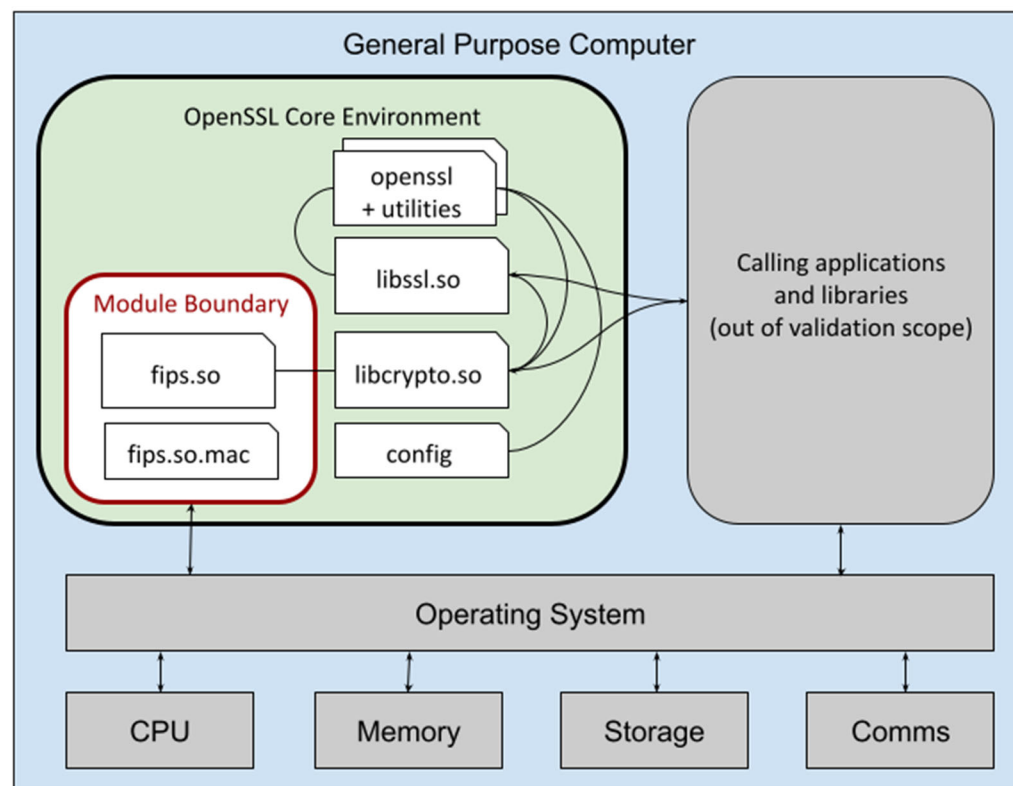 General Purpose Computer
OpenSSL Core Environment
openssl
+ utilities
libssl.so
Module Boundary
fips.so
libcrypto.so
fips.so.mac
config
Calling applications
and libraries
(out of validation scope)
Operating System
CPU
Memory
Storage
Comms